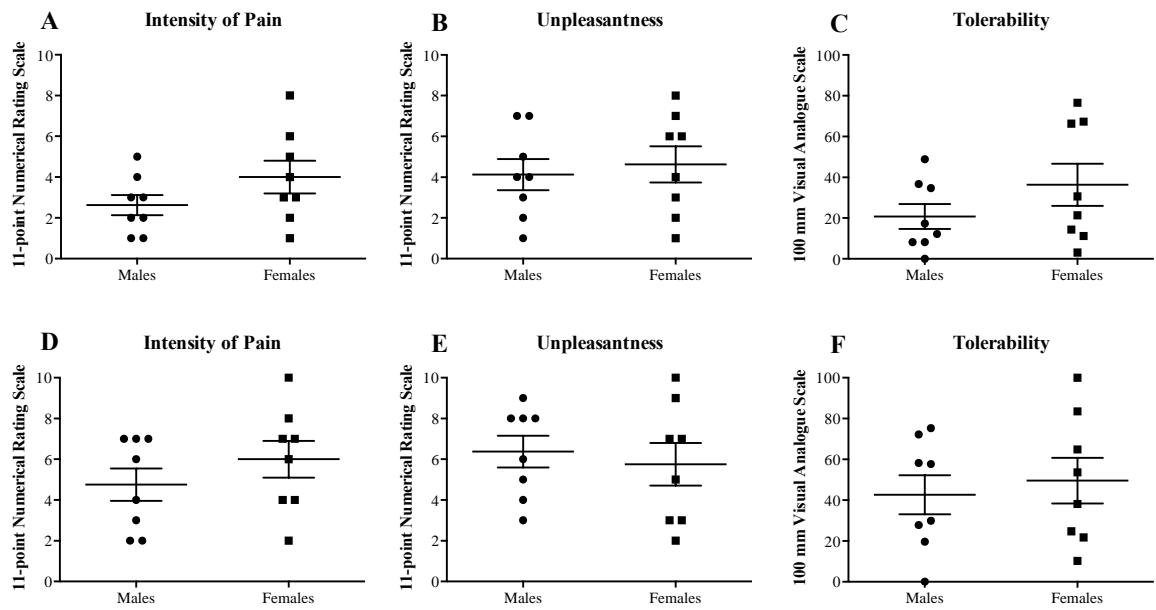 A
Intensity of Pain
11-point Numerical Rating Scale
10
8
6
4
2
0
Males
Females
B
Unpleasantness
11-point Numerical Rating Scale
10
8
6
4
2
0
Males
Females
C
Tolerability
100 mm Visual Analogue Scale
80
60
40
20
0
Males
Females
D
Intensity of Pain
11-point Numerical Rating Scale
10
8
6
4
2
0
Males
Females
E
Unpleasantness
11-point Numerical Rating Scale
10
8
6
4
2
0
Males
Females
F
Tolerability
100 mm Visual Analogue Scale
100
80
60
40
20
0
Males
Females